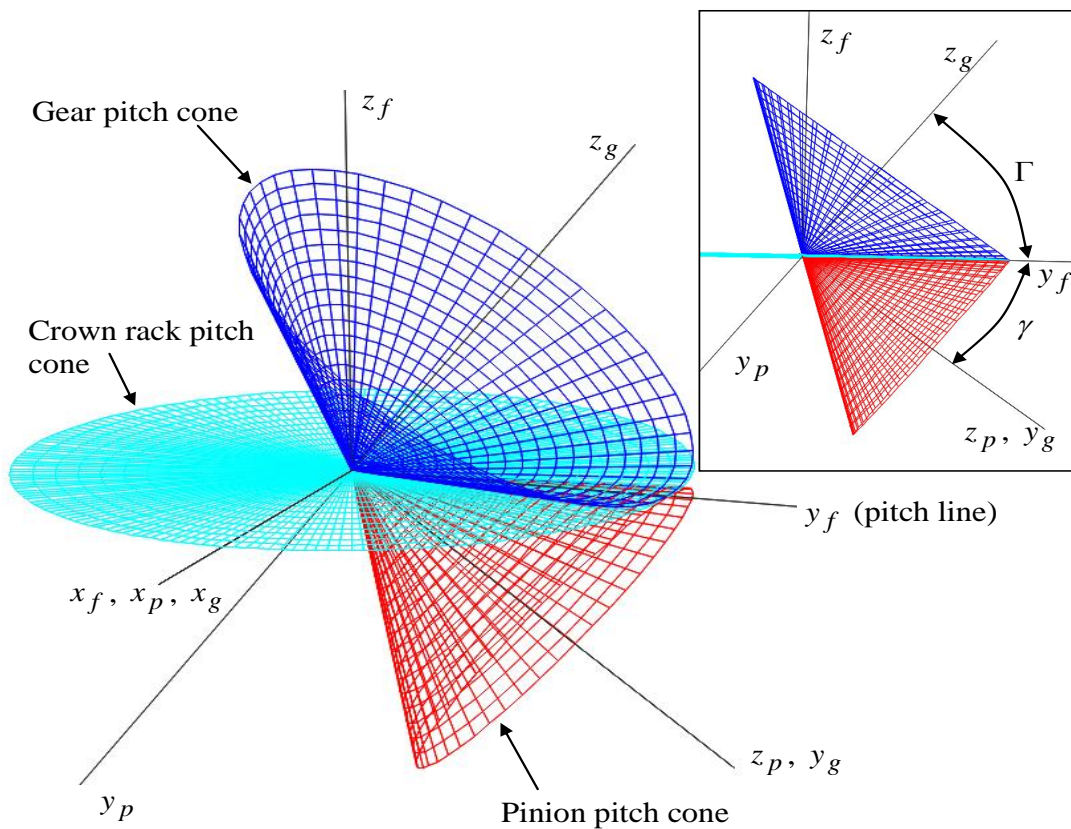 Gear pitch cone
z_f
z_g
Crown rack pitch
cone
y_f (pitch line)
x_f, x_p, x_g
y_p
z_p, y_g
Pinion pitch cone
z_f
z_g
Γ
y_f
γ
y_p
z_p, y_g